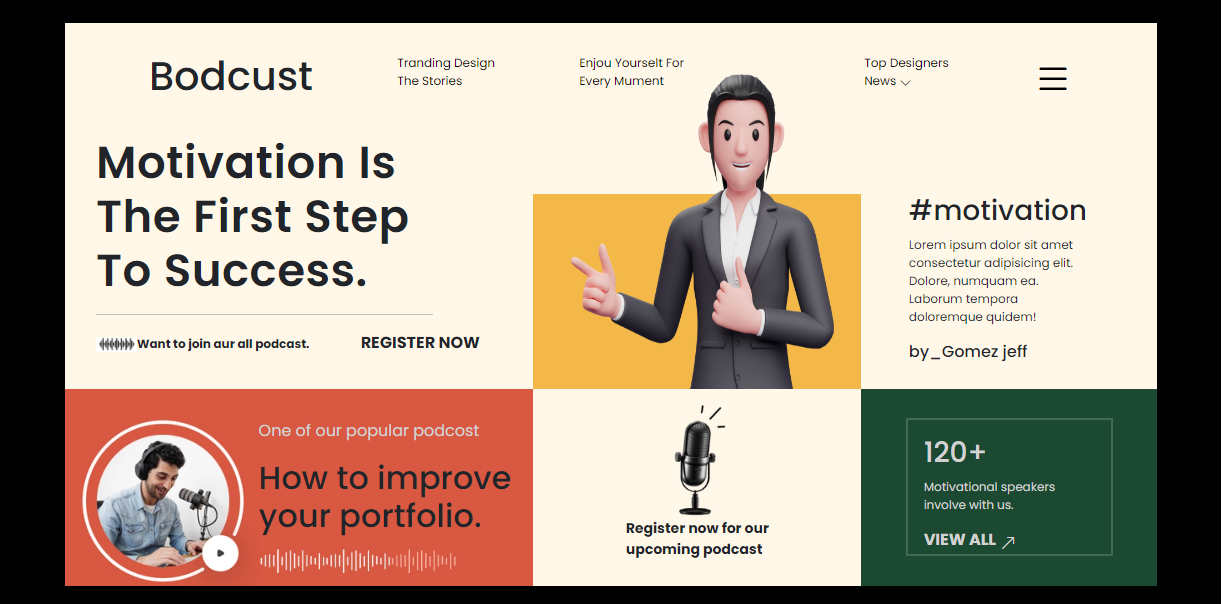 Bodcust
Tranding Design
The Stories
Enjou Yourselt For
Every Mument
Top Designers
News
Motivation Is
The First Step
To Success.
Want to join aur all podcast.
REGISTER NOW
#motivation
Lorem ipsum dolor sit amet
consectetur adipisicing elit.
Dolore, numquam ea.
Laborum tempora
doloremque quidem!
by_Gomez jeff
One of our popular podcost
How to improve
your portfolio.
Register now for our
upcoming podcast
120+
Motivational speakers
involve with us.
VIEW ALL